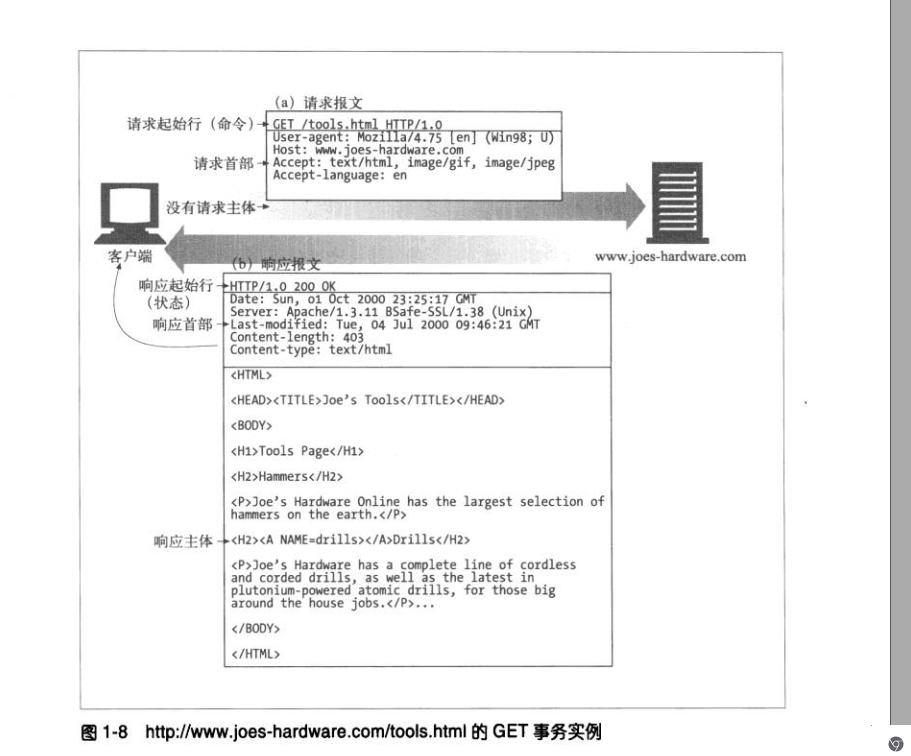 (a) 请求报文
请求起始行（命令）
GET /tools.html HTTP/1.0
User-agent: Mozilla/4.75 [en] (Win98; U)
Host: www.joes-hardware.com
请求首部
Accept: text/html, image/gif, image/jpeg
Accept-language: en
没有请求主体
客户端
www.joes-hardware.com
(b) 响应报文
响应起始行
（状态）
HTTP/1.0 200 OK
Date: Sun, 01 Oct 2000 23:25:17 GMT
Server: Apache/1.3.11 BSafe-SSL/1.38 (Unix)
响应首部
Last-modified: Tue, 04 Jul 2000 09:46:21 GMT
Content-length: 403
Content-type: text/html
<HTML>
<HEAD><TITLE>Joe's Tools</TITLE></HEAD>
<BODY>
<H1>Tools Page</H1>
<H2>Hammers</H2>
<P>Joe's Hardware Online has the largest selection of
hammers on the earth.</P>
响应主体
<H2><A NAME=drills></A>Drills</H2>
<P>Joe's Hardware has a complete line of cordless
and corded drills, as well as the latest in
plutonium-powered atomic drills, for those big
around the house jobs.</P>...
</BODY>
</HTML>
图 1-8 http://www.joes-hardware.com/tools.html 的 GET 事务实例